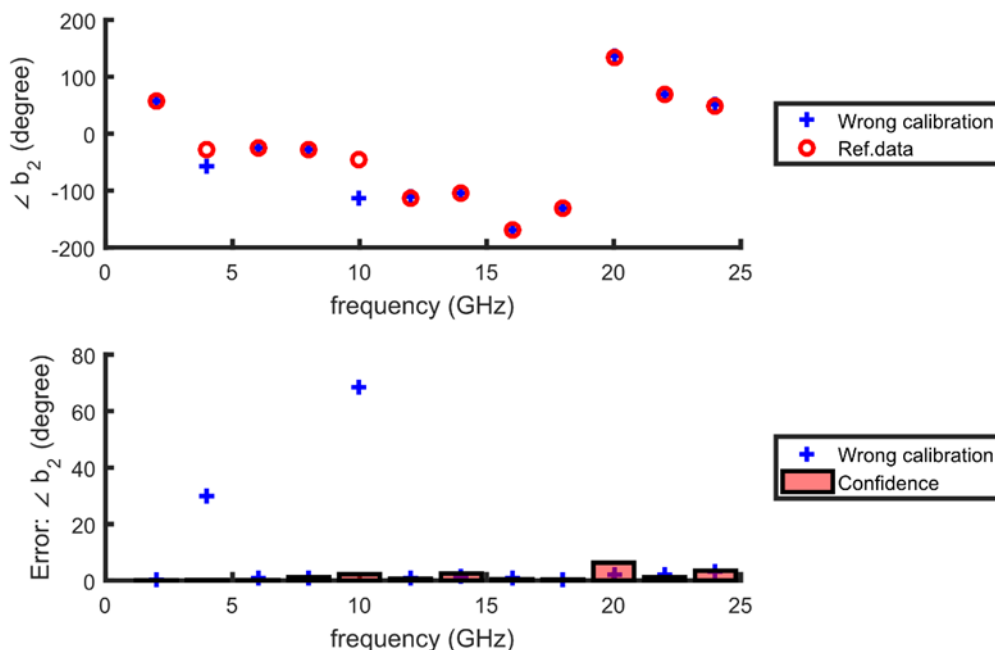 200
100
0
-100
-200
0 5 10 15 20 25
frequency (GHz)
∠ b2 (degree)
Wrong calibration
Ref.data
80
60
40
20
0
0 5 10 15 20 25
frequency (GHz)
Error: ∠ b2 (degree)
Wrong calibration
Confidence